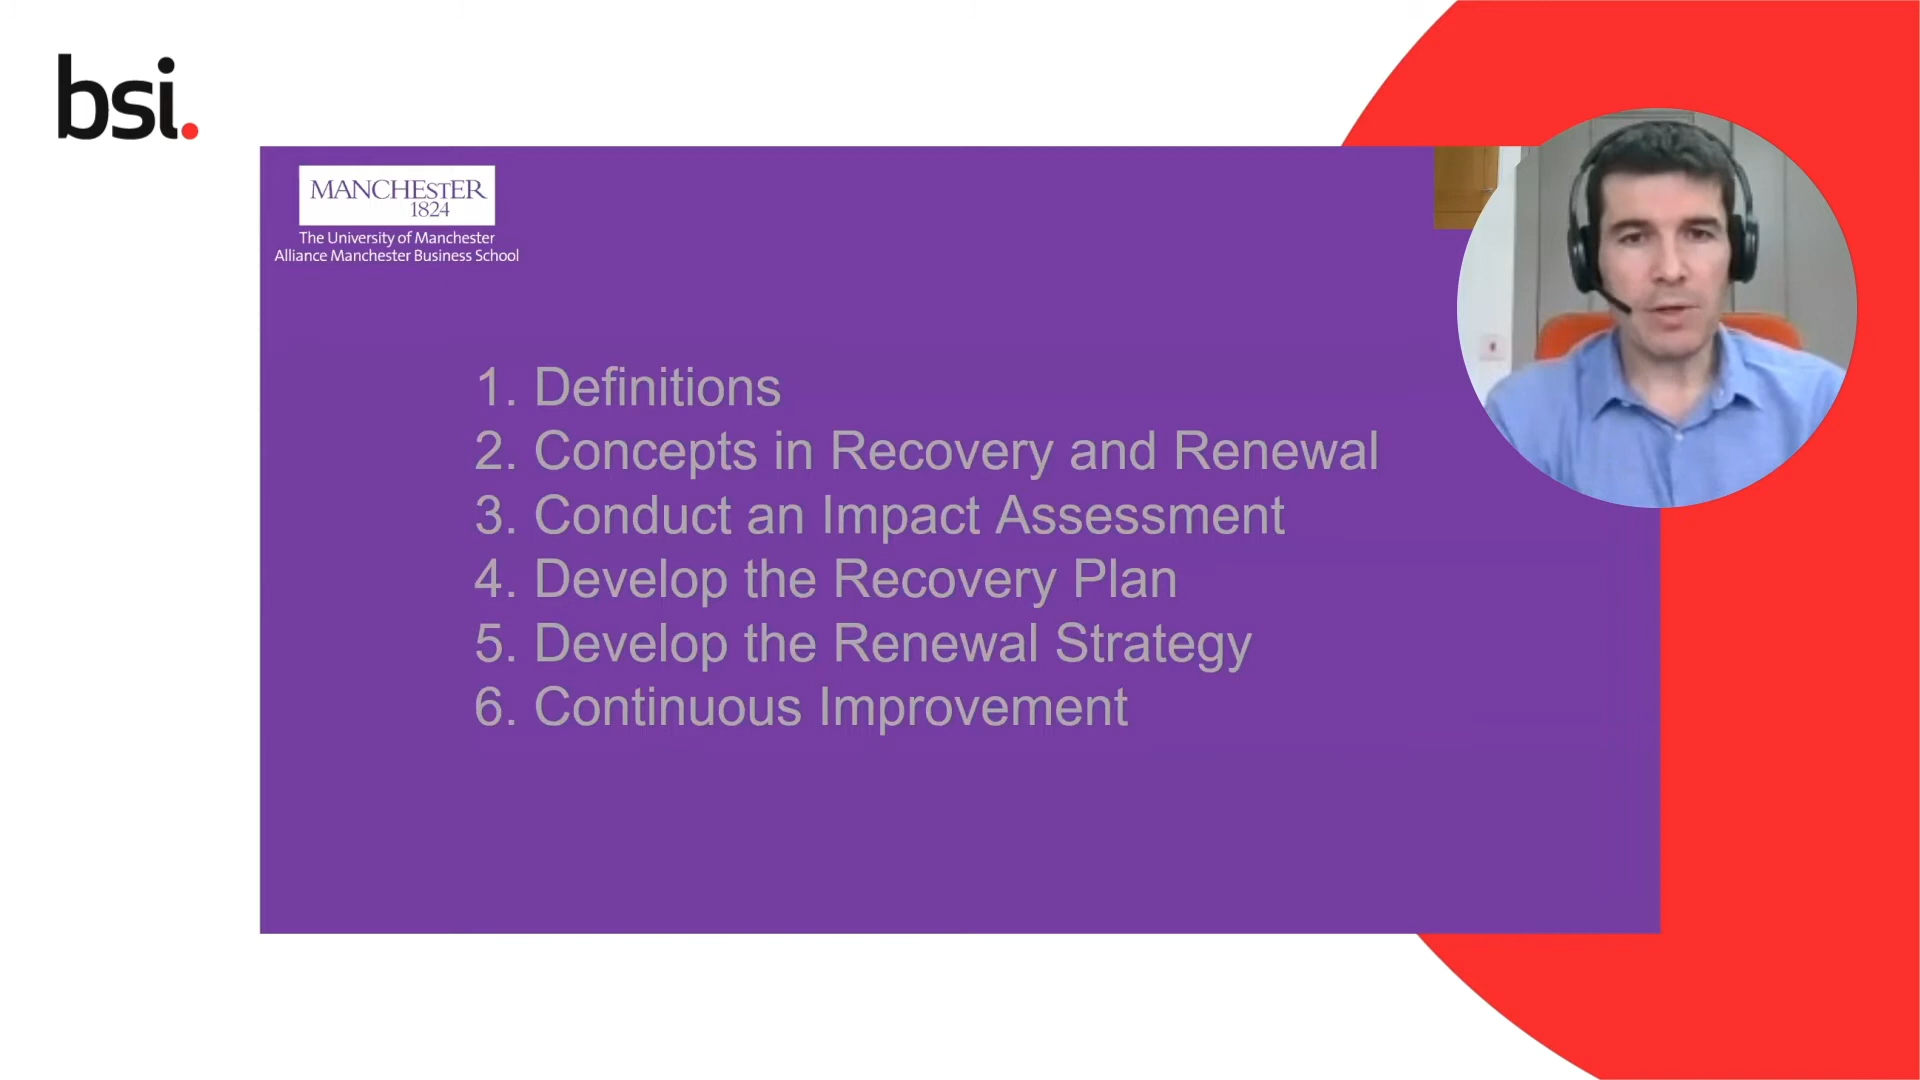 bsi.
MANCHESTER
1824
The University of Manchester
Alliance Manchester Business School
1. Definitions
2. Concepts in Recovery and Renewal
3. Conduct an Impact Assessment
4. Develop the Recovery Plan
5. Develop the Renewal Strategy
6. Continuous Improvement